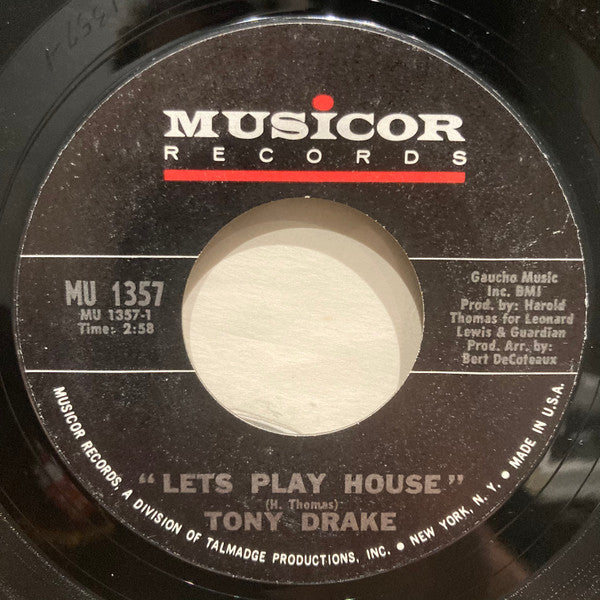 MUSICOR
RECORDS
MU 1357
MU 1357-1
Time: 2:58
Gaucho Music
Inc. BMI
Prod. by: Harold
Thomas for Leonard
Lewis & Guardian
Prod. Arr. by:
Bert DeCoteaux
"LETS PLAY HOUSE"
(H. Thomas)
TONY DRAKE
MUSICOR RECORDS, A DIVISION OF TALMADGE PRODUCTIONS, INC. • NEW YORK, N. Y. • MADE IN U.S.A.